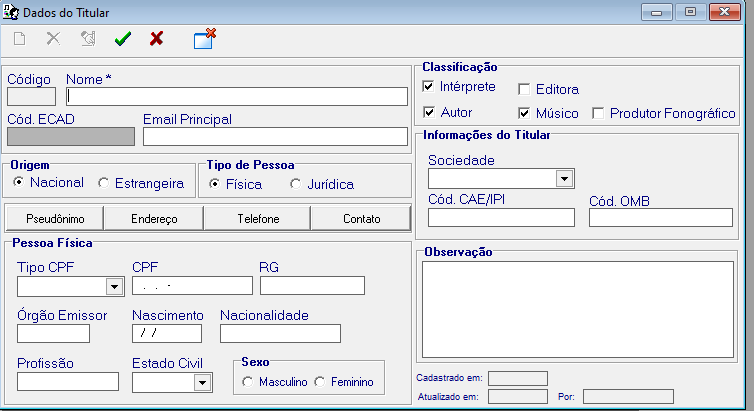 Dados do Titular
Código Nome *
Cód. ECAD Email Principal
Origem
Nacional Estrangeira
Tipo de Pessoa
Física Jurídica
Pseudônimo Endereço Telefone Contato
Pessoa Física
Tipo CPF CPF RG
. . -
Órgão Emissor Nascimento Nacionalidade
/ /
Profissão Estado Civil
Sexo
Masculino Feminino
Classificação
Intérprete Editora
Autor Músico Produtor Fonográfico
Informações do Titular
Sociedade
Cód. CAE/IPI Cód. OMB
Observação
Cadastrado em:
Atualizado em: Por: